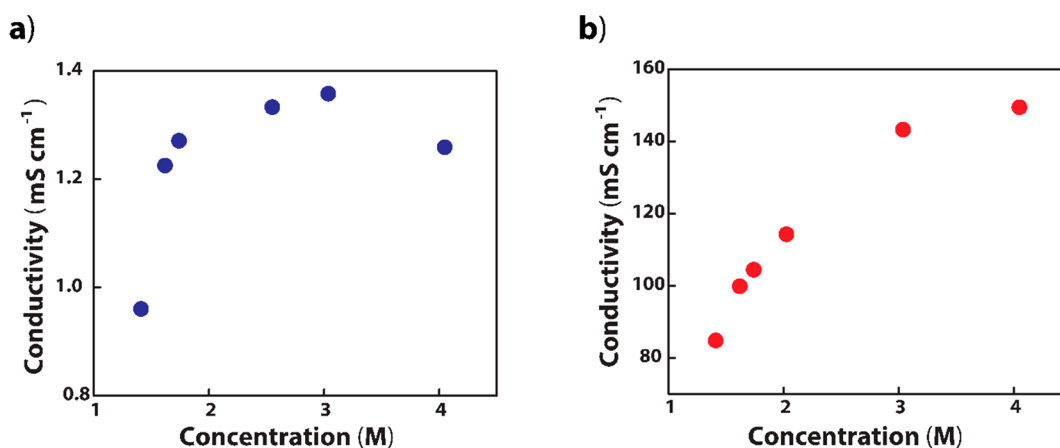 a)
Conductivity (mS cm⁻¹)
1.4
1.2
1.0
0.8
1 2 3 4
Concentration (M)
b)
Conductivity (mS cm⁻¹)
160
140
120
100
80
1 2 3 4
Concentration (M)